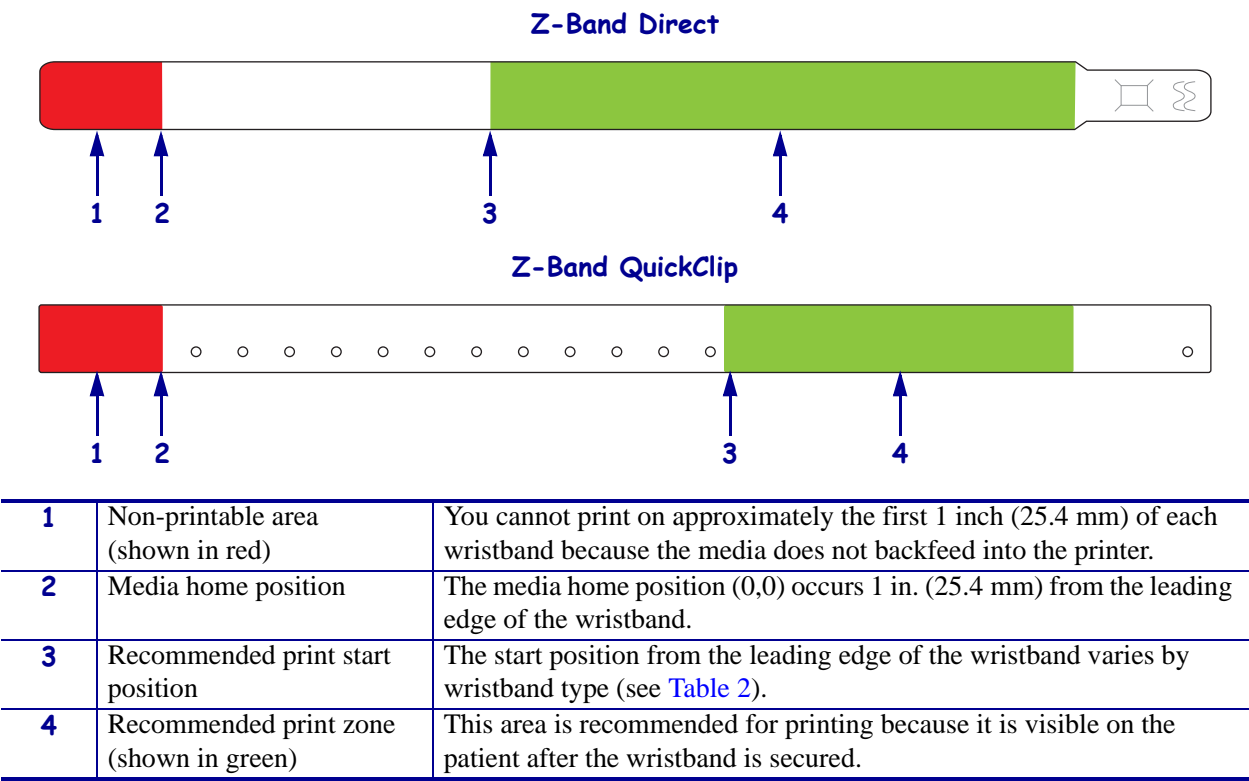 Z-Band Direct
1 2 3 4
Z-Band QuickClip
1 2 3 4
1 Non-printable area You cannot print on approximately the first 1 inch (25.4 mm) of each
(shown in red) wristband because the media does not backfeed into the printer.
2 Media home position The media home position (0,0) occurs 1 in. (25.4 mm) from the leading
edge of the wristband.
3 Recommended print start The start position from the leading edge of the wristband varies by
position wristband type (see Table 2).
4 Recommended print zone This area is recommended for printing because it is visible on the
(shown in green) patient after the wristband is secured.